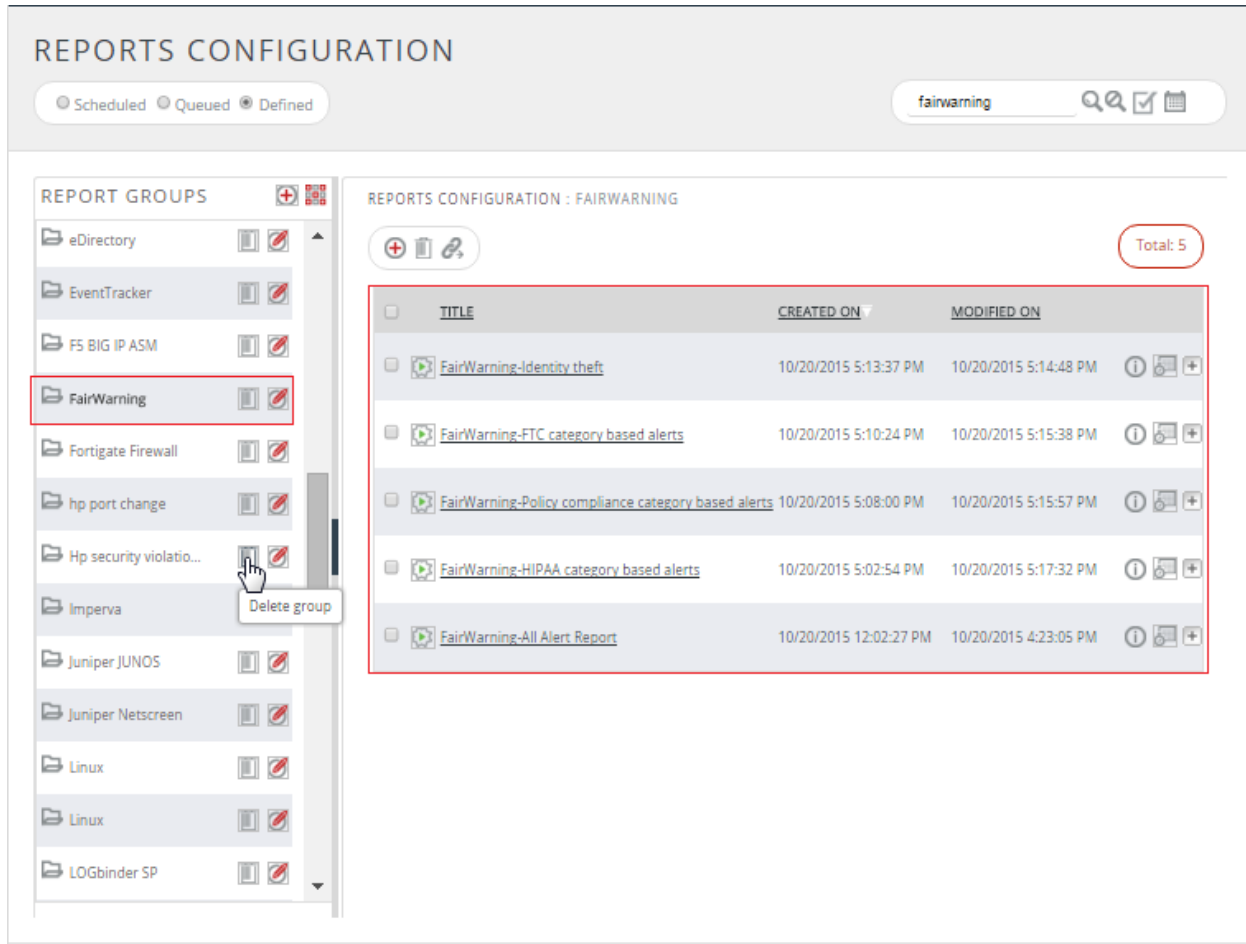 REPORTS CONFIGURATION
Scheduled Queued Defined
fairwarning
REPORT GROUPS
eDirectory
EventTracker
F5 BIG IP ASM
FairWarning
Fortigate Firewall
hp port change
Hp security violatio...
Delete group
Imperva
Juniper JUNOS
Juniper Netscreen
Linux
Linux
LOGbinder SP
REPORTS CONFIGURATION : FAIRWARNING
Total: 5
TITLE CREATED ON MODIFIED ON
FairWarning-Identity theft 10/20/2015 5:13:37 PM 10/20/2015 5:14:48 PM
FairWarning-FTC category based alerts 10/20/2015 5:10:24 PM 10/20/2015 5:15:38 PM
FairWarning-Policy compliance category based alerts 10/20/2015 5:08:00 PM 10/20/2015 5:15:57 PM
FairWarning-HIPAA category based alerts 10/20/2015 5:02:54 PM 10/20/2015 5:17:32 PM
FairWarning-All Alert Report 10/20/2015 12:02:27 PM 10/20/2015 4:23:05 PM